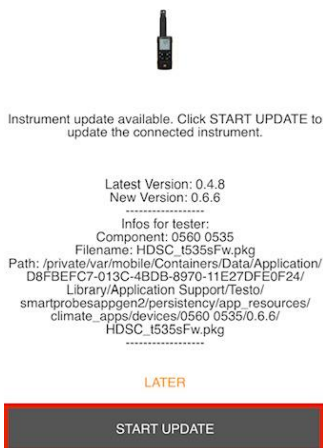 Instrument update available. Click START UPDATE to
update the connected instrument.
Latest Version: 0.4.8
New Version: 0.6.6
------------------
Infos for tester:
Component: 0560 0535
Filename: HDSC_t535sFw.pkg
Path: /private/var/mobile/Containers/Data/Application/
D8FBEFC7-013C-4BDB-8970-11E27DFE0F24/
Library/Application Support/Testo/
smartprobesappgen2/persistency/app_resources/
climate_apps/devices/0560 0535/0.6.6/
HDSC_t535sFw.pkg
------------------
LATER
START UPDATE